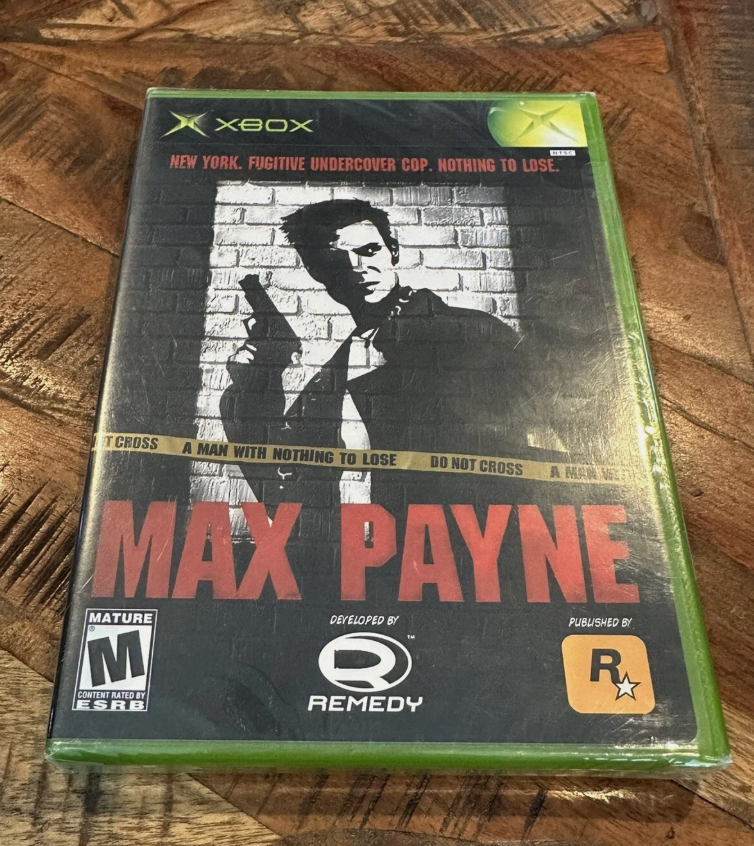 XBOX
NTSC
NEW YORK. FUGITIVE UNDERCOVER COP. NOTHING TO LOSE.
CROSS A MAN WITH NOTHING TO LOSE DO NOT CROSS A MAN
MAX PAYNE
MATURE
M
CONTENT RATED BY
ESRB
DEVELOPED BY
R
™
REMEDY
PUBLISHED BY
R